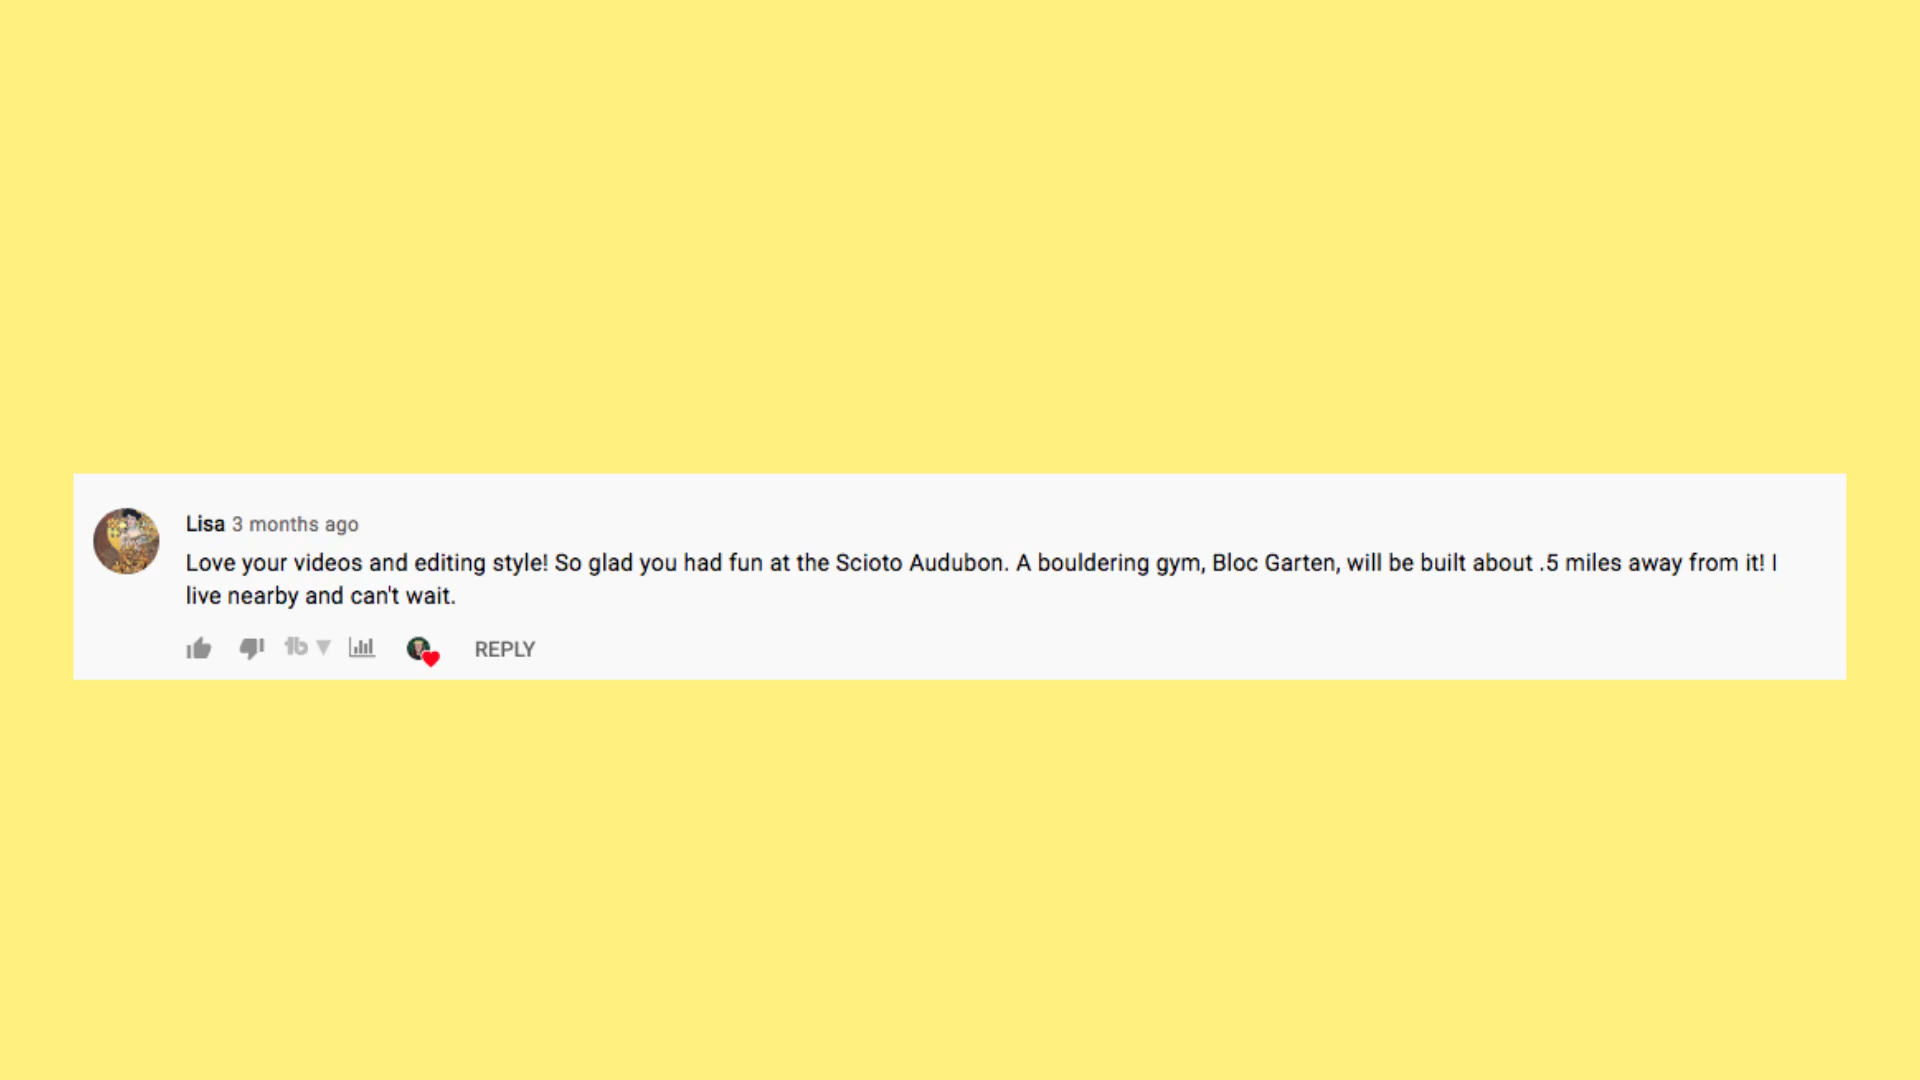 Lisa 3 months ago
Love your videos and editing style! So glad you had fun at the Scioto Audubon. A bouldering gym, Bloc Garten, will be built about .5 miles away from it! I
live nearby and can't wait.
REPLY